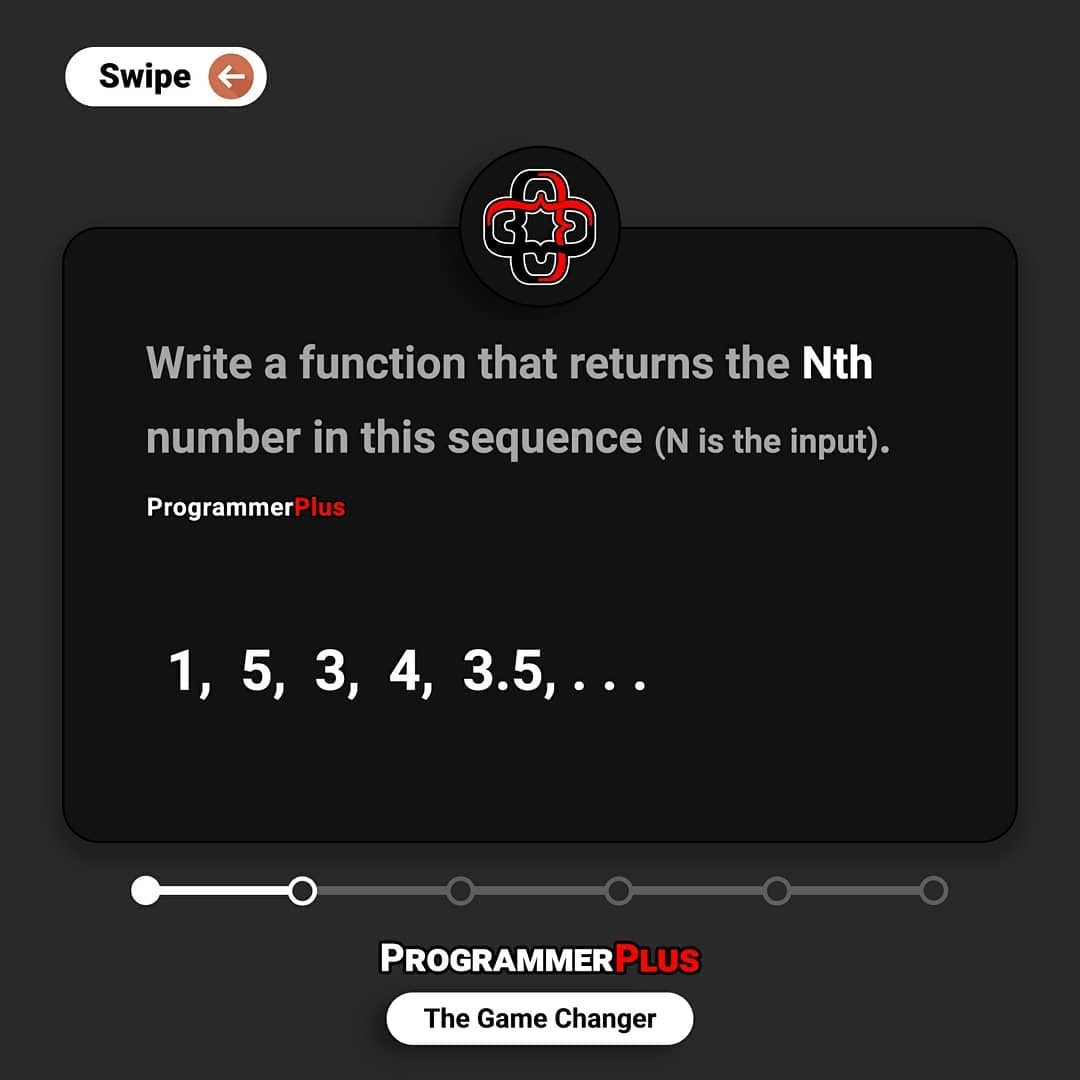 Swipe
Write a function that returns the Nth
number in this sequence (N is the input).
ProgrammerPlus
1, 5, 3, 4, 3.5, . . .
ProgrammerPlus
The Game Changer